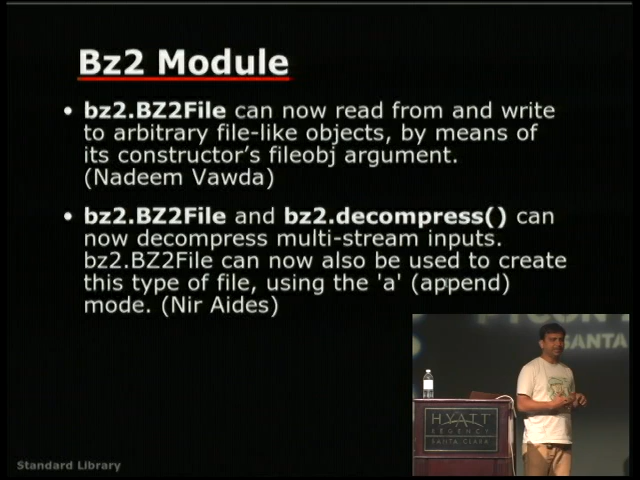 Bz2 Module
• bz2.BZ2File can now read from and write
to arbitrary file-like objects, by means of
its constructor's fileobj argument.
(Nadeem Vawda)
• bz2.BZ2File and bz2.decompress() can
now decompress multi-stream inputs.
bz2.BZ2File can now also be used to create
this type of file, using the 'a' (append)
mode. (Nir Aides)
SANTA
HYATT
REGENCY
SANTA CLARA
Standard Library